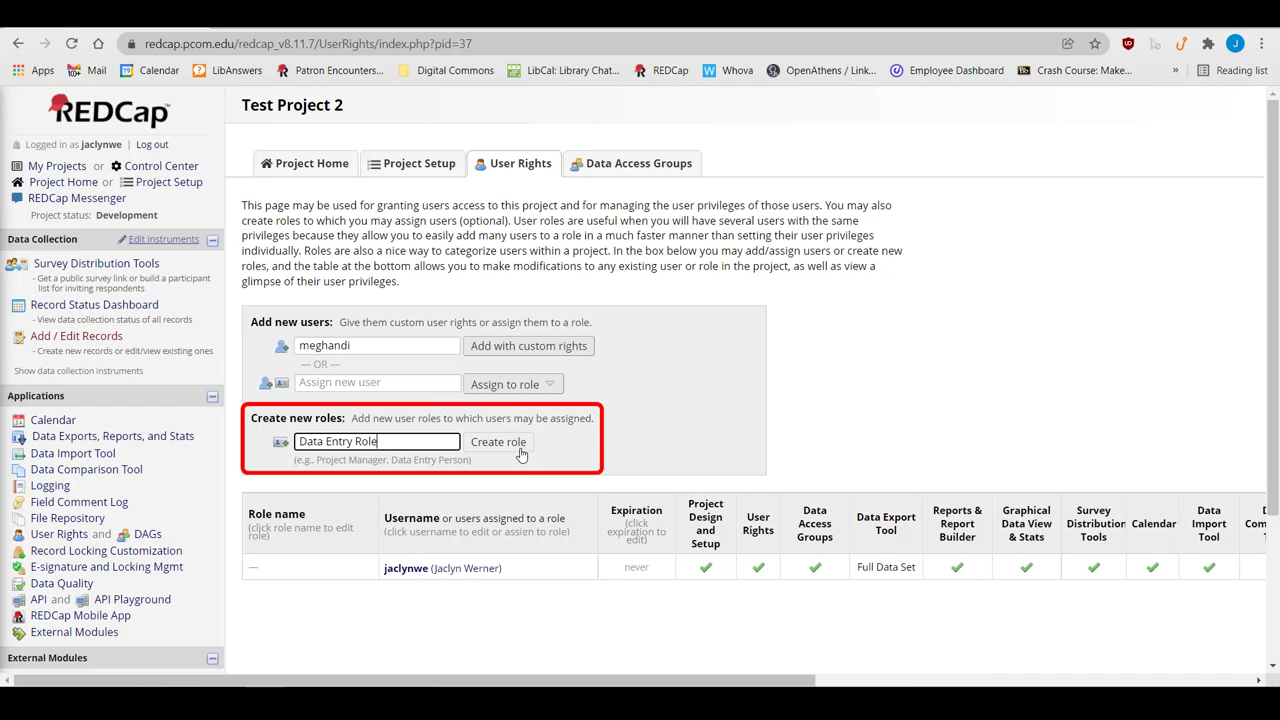 redcap.pcom.edu/redcap_v8.11.7/UserRights/index.php?pid=37
Apps
10+ Mail
19 Calendar
LibAnswers
Patron Encounters...
Digital Commons
LibCal: Library Chat...
REDCap
W Whova
OpenAthens / Link...
Employee Dashboard
Crash Course: Make...
»
Reading list
J
REDCap™
Logged in as jaclynwe | Log out
My Projects or Control Center
Project Home or Project Setup
REDCap Messenger
Project status: Development
Data Collection Edit instruments
Survey Distribution Tools
- Get a public survey link or build a participant
list for inviting respondents
Record Status Dashboard
- View data collection status of all records
Add / Edit Records
- Create new records or edit/view existing ones
Show data collection instruments
Applications
Calendar
Data Exports, Reports, and Stats
Data Import Tool
Data Comparison Tool
Logging
Field Comment Log
File Repository
User Rights and DAGs
Record Locking Customization
E-signature and Locking Mgmt
Data Quality
API and API Playground
REDCap Mobile App
External Modules
External Modules
Test Project 2
Project Home
Project Setup
User Rights
Data Access Groups
This page may be used for granting users access to this project and for managing the user privileges of those users. You may also
create roles to which you may assign users (optional). User roles are useful when you will have several users with the same
privileges because they allow you to easily add many users to a role in a much faster manner than setting their user privileges
individually. Roles are also a nice way to categorize users within a project. In the box below you may add/assign users or create new
roles, and the table at the bottom allows you to make modifications to any existing user or role in the project, as well as view a
glimpse of their user privileges.
Add new users: Give them custom user rights or assign them to a role.
meghandi
Add with custom rights
— OR —
Assign new user
Assign to role
Create new roles: Add new user roles to which users may be assigned.
Data Entry Role
Create role
(e.g., Project Manager, Data Entry Person)
Role name
(click role name to edit
role)
Username or users assigned to a role
(click username to edit or assign to role)
Expiration
(click
expiration to
edit)
Project
Design
and
Setup
User
Rights
Data
Access
Groups
Data Export
Tool
Reports &
Report
Builder
Graphical
Data View
& Stats
Survey
Distribution
Tools
Calendar
Data
Import
Tool
—
jaclynwe (Jaclyn Werner)
never
Full Data Set